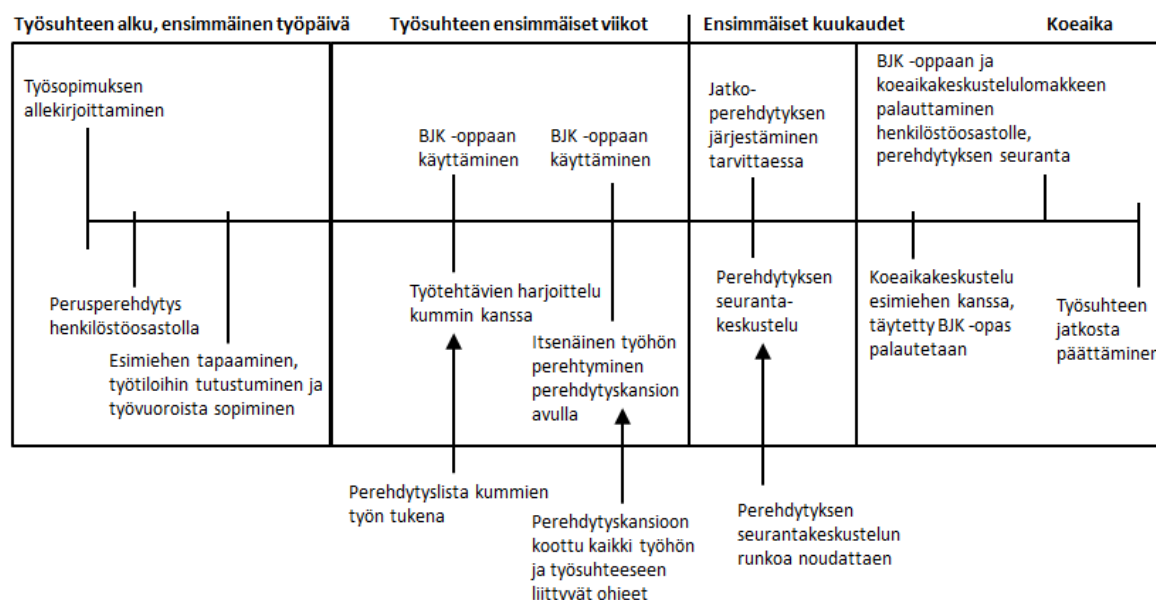 Työsuhteen alku, ensimmäinen työpäivä
Työsuhteen ensimmäiset viikot
Ensimmäiset kuukaudet
Koeaika
Työsopimuksen
allekirjoittaminen
Perusperehdytys
henkilöstöosastolla
Esimiehen tapaaminen,
työtiloihin tutustuminen ja
työvuoroista sopiminen
BJK -oppaan
käyttäminen
BJK -oppaan
käyttäminen
Työtehtävien harjoittelu
kummin kanssa
Itsenäinen työhön
perehtyminen
perehdytyskansion
avulla
Perehdytyslista kummien
työn tukena
Perehdytyskansioon
koottu kaikki työhön
ja työsuhteeseen
liittyvät ohjeet
Jatko-
perehdytyksen
järjestäminen
tarvittaessa
Perehdytyksen
seuranta-
keskustelu
Perehdytyksen
seurantakeskustelun
runkoa noudattaen
BJK -oppaan ja
koeaikakeskustelulomakkeen
palauttaminen
henkilöstöosastolle,
perehdytyksen seuranta
Koeaikakeskustelu
esimiehen kanssa,
täytetty BJK -opas
palautetaan
Työsuhteen
jatkosta
päättäminen